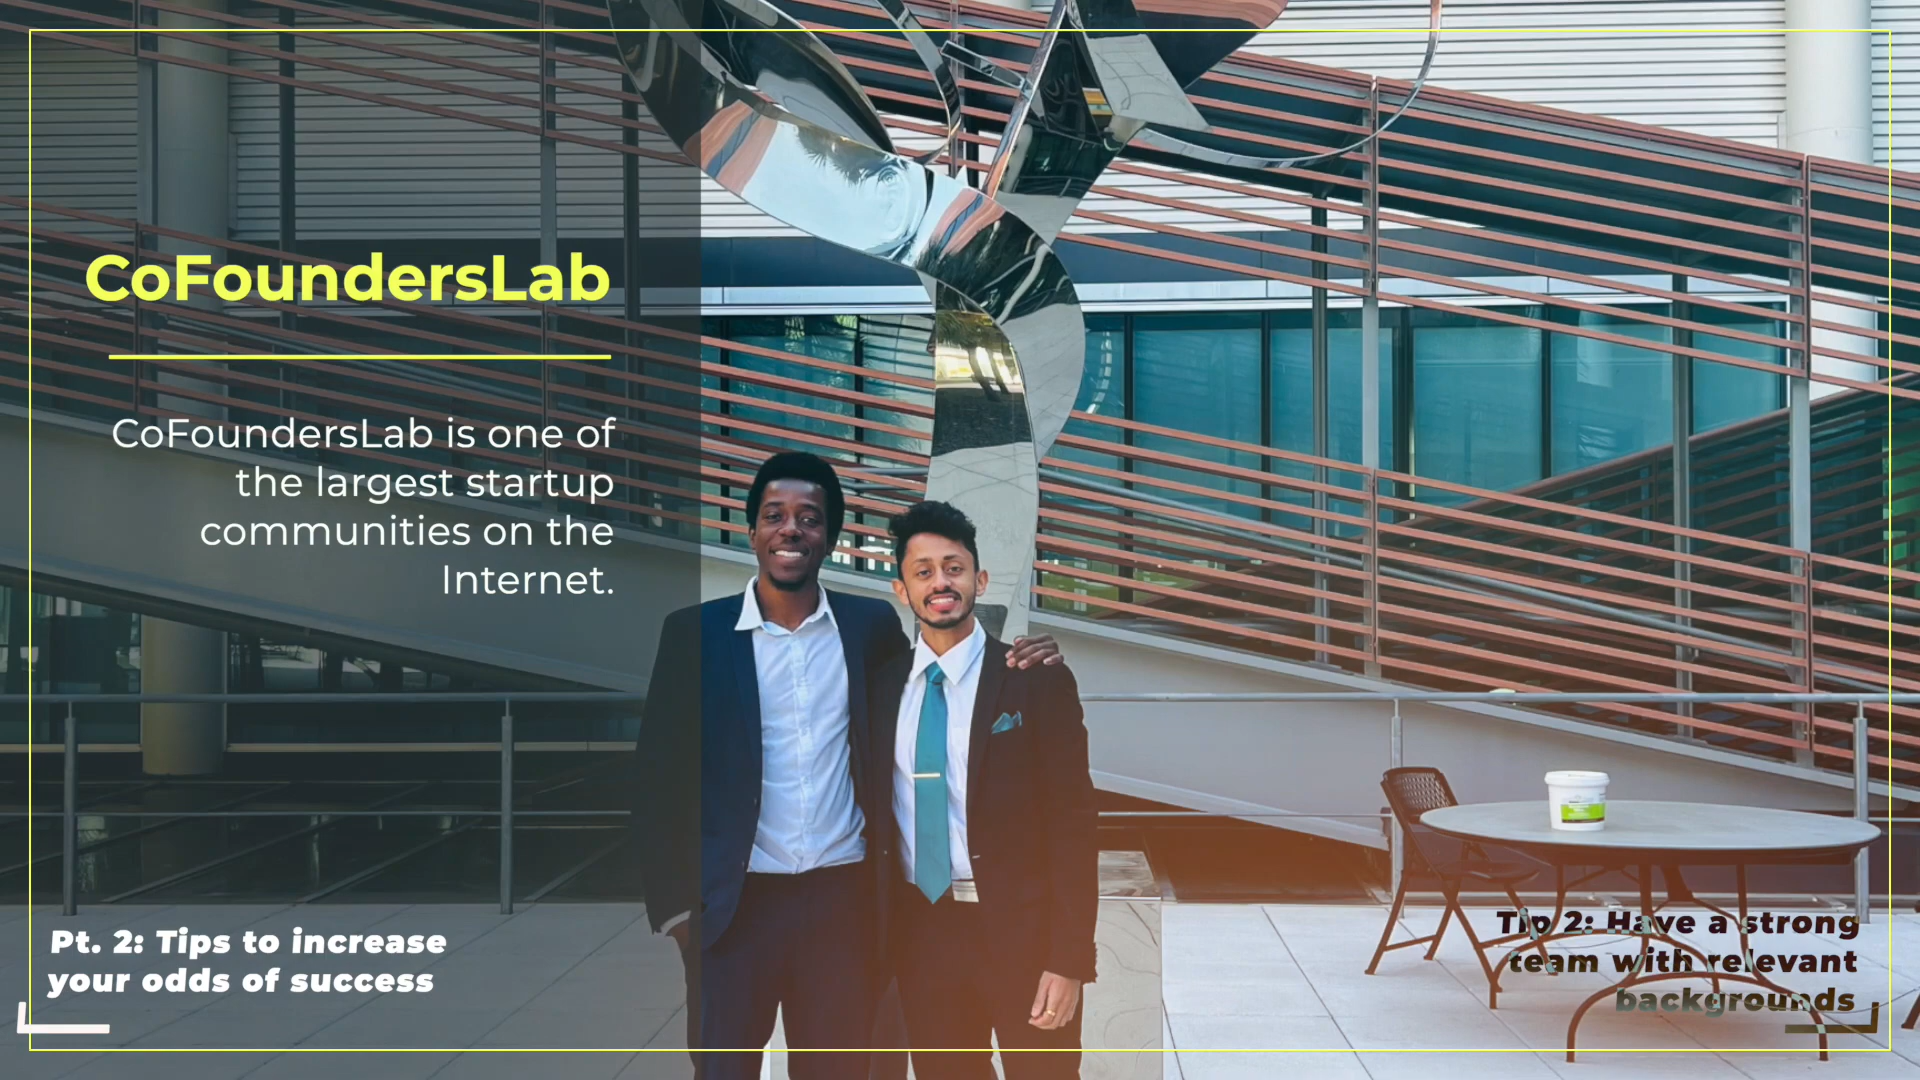 CoFoundersLab
CoFoundersLab is one of
the largest startup
communities on the
Internet.
Pt. 2: Tips to increase
your odds of success
Tip 2: Have a strong
team with relevant
backgrounds